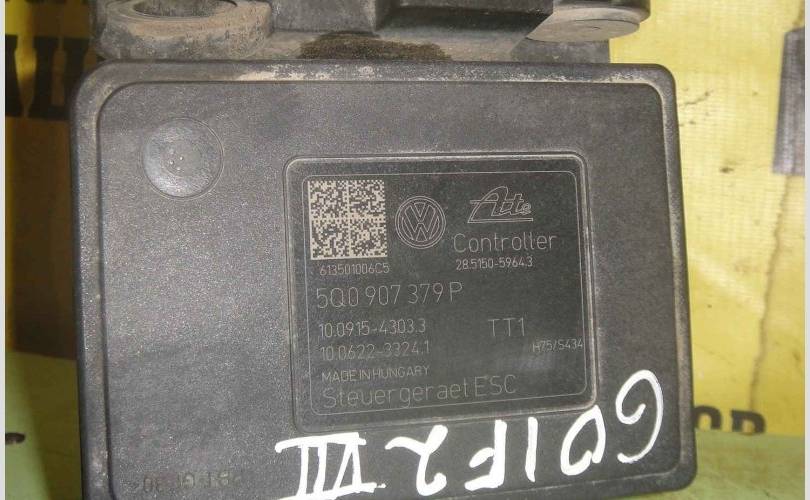 Ate
Controller
613501006C5
28.5150-5964.3
5Q0 907 379 P
10.0915-4303.3
TT1
10.0622-3324.1
H75/S434
MADE IN HUNGARY
Steuergeraet ESC
GOLF 2 VII